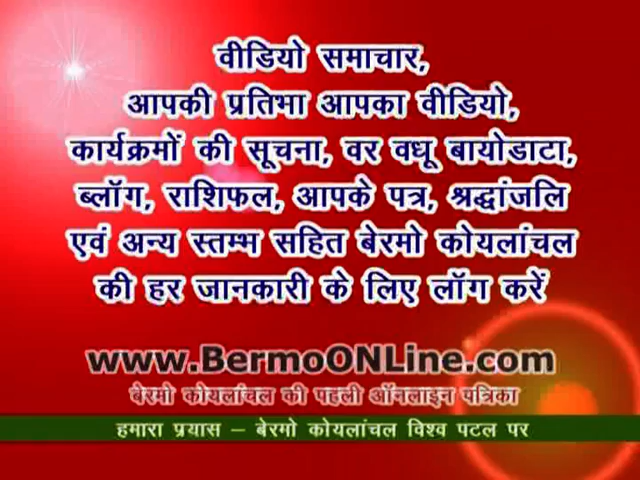 वीडियो समाचार,
आपकी प्रतिभा आपका वीडियो,
कार्यक्रमों की सूचना, वर वधू बायोडाटा,
ब्लॉग, राशिफल, आपके पत्र, श्रद्धांजलि
एवं अन्य स्तम्भ सहित बेरमो कोयलांचल
की हर जानकारी के लिए लॉग करें
www.BermoONLine.com
बेरमो कोयलांचल की पहली ऑनलाइन पत्रिका
हमारा प्रयास – बेरमो कोयलांचल विश्व पटल पर